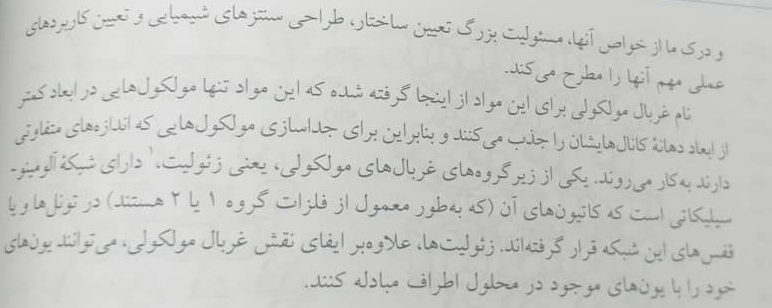 و درک ما از خواص آنها، مسئولیت بزرگ تعیین ساختار، طراحی سنتزهای شیمیایی و تعیین کاربردهای
عملی مهم آنها را مطرح می‌کند.
نام غربال مولکولی برای این مواد از اینجا گرفته شده که این مواد تنها مولکول‌هایی در ابعاد کمتر
از ابعاد دهانهٔ کانال‌هایشان را جذب می‌کنند و بنابراین برای جداسازی مولکول‌هایی که اندازه‌های متفاوتی
دارند به‌کار می‌روند. یکی از زیرگروه‌های غربال‌های مولکولی، یعنی زئولیت،۱ دارای شبکهٔ آلومینو-
سیلیکاتی است که کاتیون‌های آن (که به‌طور معمول از فلزات گروه ۱ یا ۲ هستند) در تونل‌ها و یا
قفس‌های این شبکه قرار گرفته‌اند. زئولیت‌ها، علاوه‌بر ایفای نقش غربال مولکولی، می‌توانند یون‌های
خود را با یون‌های موجود در محلول اطراف مبادله کنند.